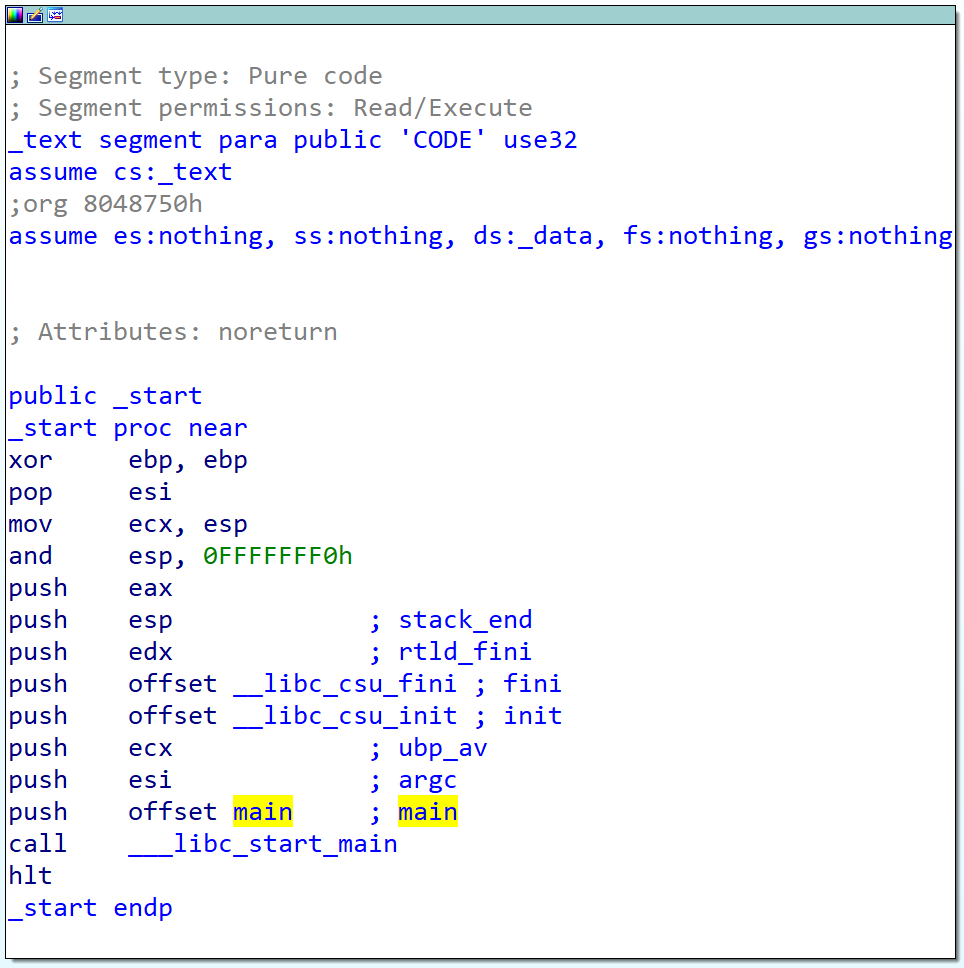 ; Segment type: Pure code
; Segment permissions: Read/Execute
_text segment para public 'CODE' use32
assume cs:_text
;org 8048750h
assume es:nothing, ss:nothing, ds:_data, fs:nothing, gs:nothing
; Attributes: noreturn
public _start
_start proc near
xor     ebp, ebp
pop     esi
mov     ecx, esp
and     esp, 0FFFFFFF0h
push    eax
push    esp             ; stack_end
push    edx             ; rtld_fini
push    offset __libc_csu_fini ; fini
push    offset __libc_csu_init ; init
push    ecx             ; ubp_av
push    esi             ; argc
push    offset main     ; main
call    ___libc_start_main
hlt
_start endp